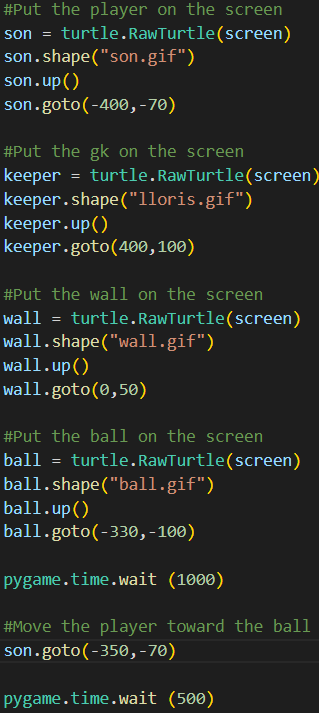 #Put the player on the screen
son = turtle.RawTurtle(screen)
son.shape("son.gif")
son.up()
son.goto(-400,-70)
#Put the gk on the screen
keeper = turtle.RawTurtle(screen)
keeper.shape("lloris.gif")
keeper.up()
keeper.goto(400,100)
#Put the wall on the screen
wall = turtle.RawTurtle(screen)
wall.shape("wall.gif")
wall.up()
wall.goto(0,50)
#Put the ball on the screen
ball = turtle.RawTurtle(screen)
ball.shape("ball.gif")
ball.up()
ball.goto(-330,-100)
pygame.time.wait (1000)
#Move the player toward the ball
son.goto(-350,-70)
pygame.time.wait (500)